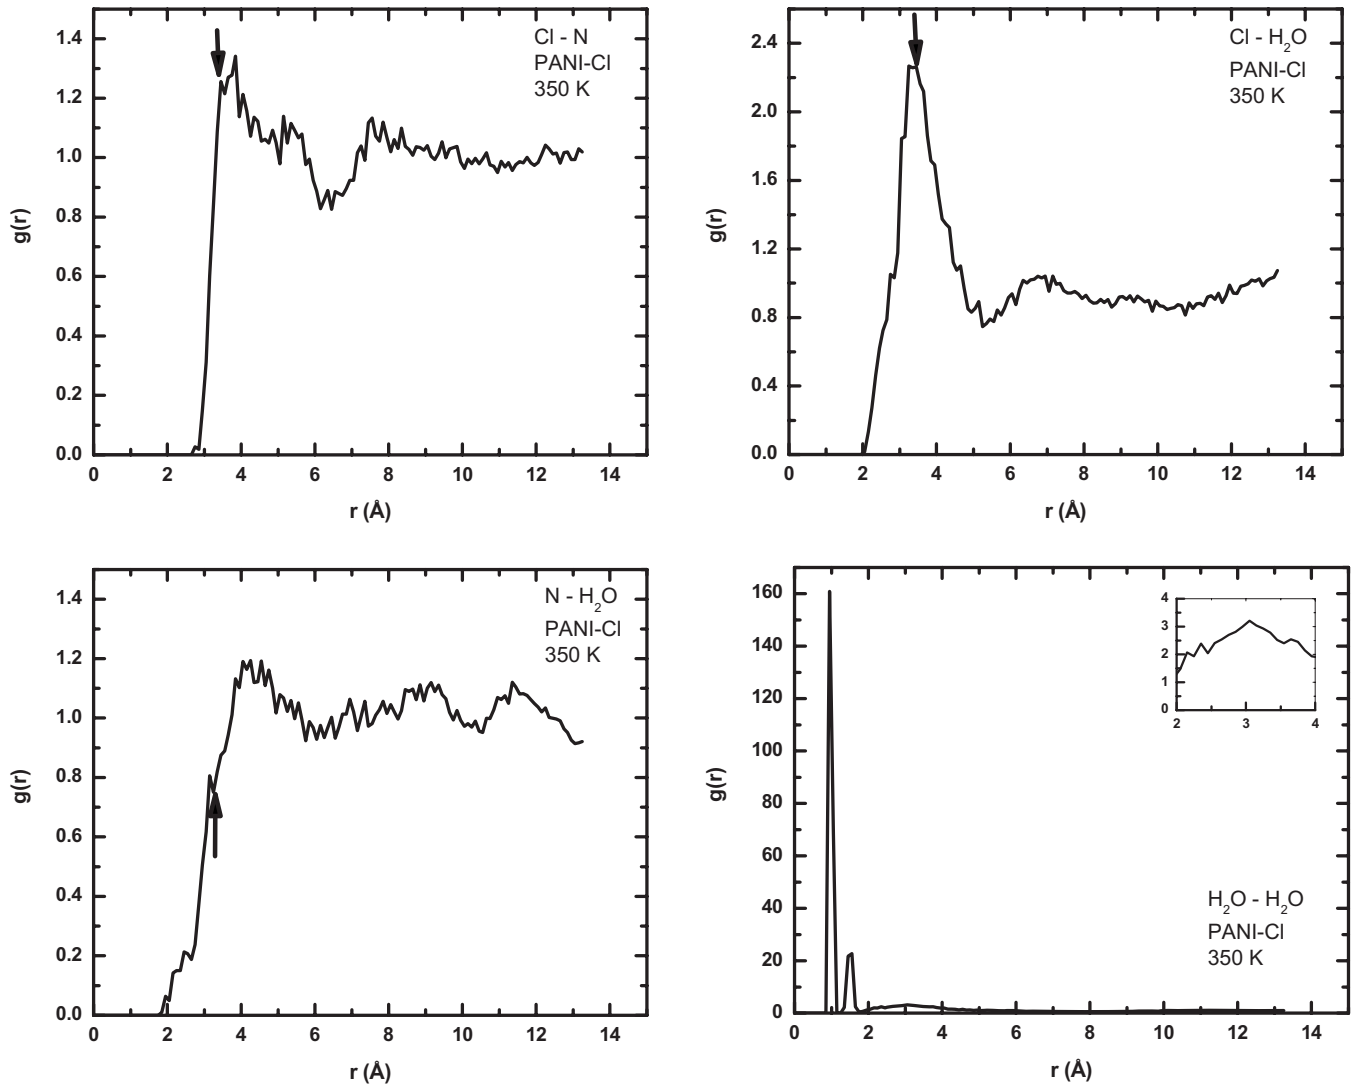 Cl - N
PANI-Cl
350 K
1.4
1.2
1.0
0.8
0.6
0.4
0.2
0.0
g(r)
0 2 4 6 8 10 12 14
r (Å)
Cl - H2O
PANI-Cl
350 K
2.4
2.0
1.6
1.2
0.8
0.4
0.0
g(r)
0 2 4 6 8 10 12 14
r (Å)
N - H2O
PANI-Cl
350 K
1.4
1.2
1.0
0.8
0.6
0.4
0.2
0.0
g(r)
0 2 4 6 8 10 12 14
r (Å)
160
140
120
100
80
60
40
20
0
g(r)
4
3
2
1
0
2 3 4
H2O - H2O
PANI-Cl
350 K
0 2 4 6 8 10 12 14
r (Å)